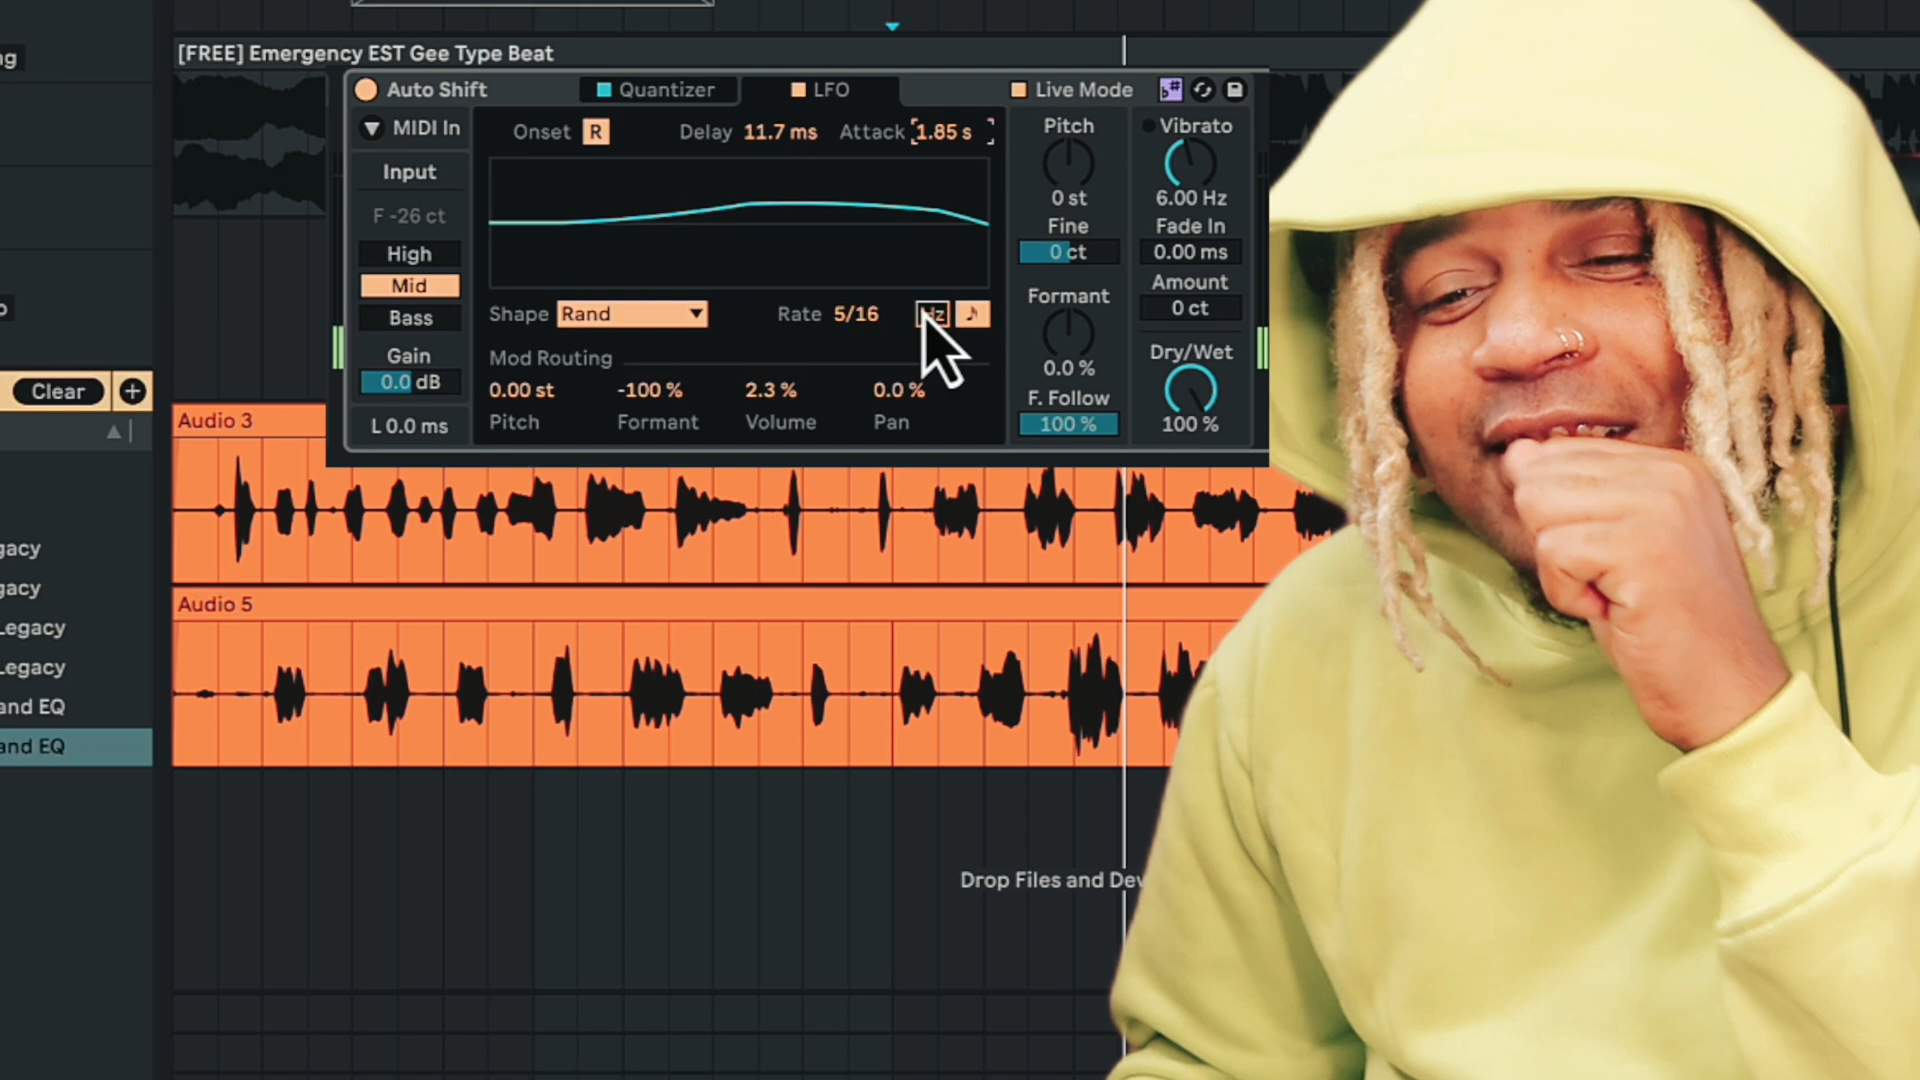 [FREE] Emergency EST Gee Type Beat
Auto Shift
Quantizer
LFO
Live Mode
MIDI In
Onset R
Delay 11.7 ms
Attack 1.85 s
Pitch
0 st
Vibrato
6.00 Hz
Input
F -26 ct
High
Mid
Bass
Gain
0.0 dB
L 0.0 ms
Fine
0 ct
Fade In
0.00 ms
Amount
0 ct
Shape Rand
Rate 5/16
Formant
0.0 %
Mod Routing
0.00 st -100 % 2.3 % 0.0 %
Pitch Formant Volume Pan
F. Follow
100 %
Dry/Wet
100 %
Clear
Audio 3
Audio 5
Legacy
Legacy
and EQ
and EQ
Drop Files and